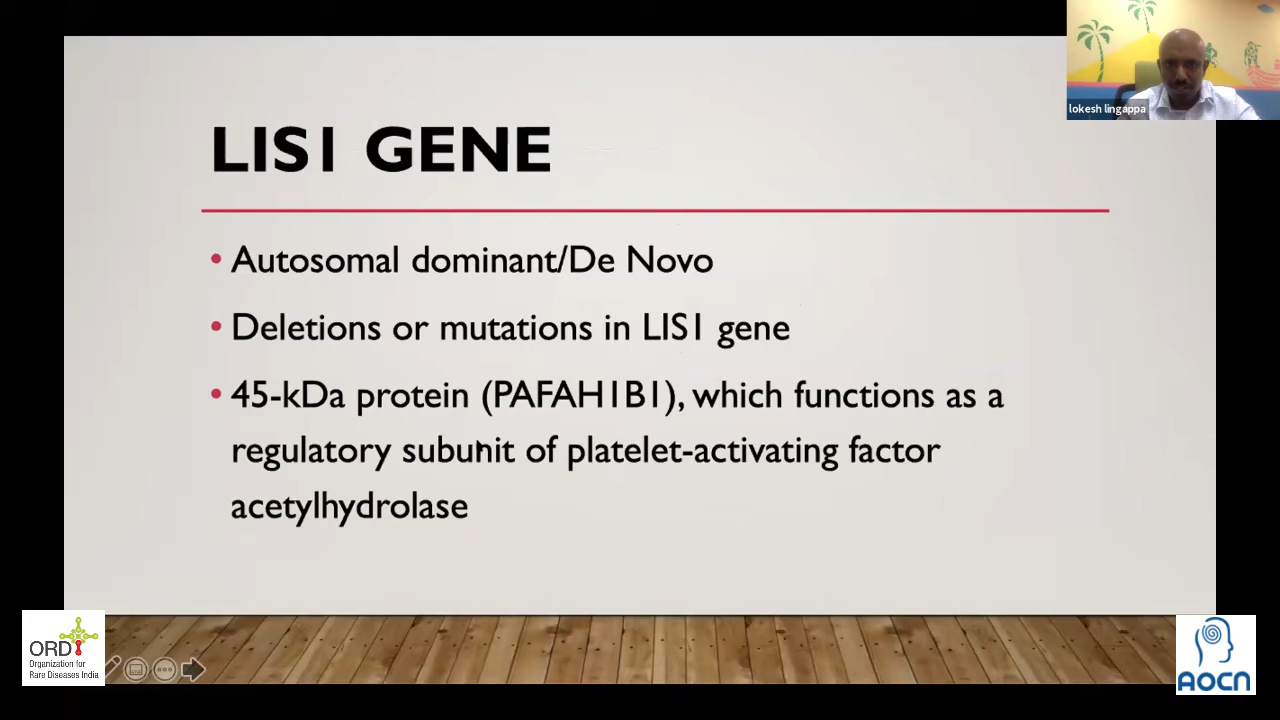 lokesh lingappa
LIS1 GENE
• Autosomal dominant/De Novo
• Deletions or mutations in LIS1 gene
• 45-kDa protein (PAFAH1B1), which functions as a
regulatory subunit of platelet-activating factor
acetylhydrolase
ORDI
Organization for
Rare Diseases India
AOCN